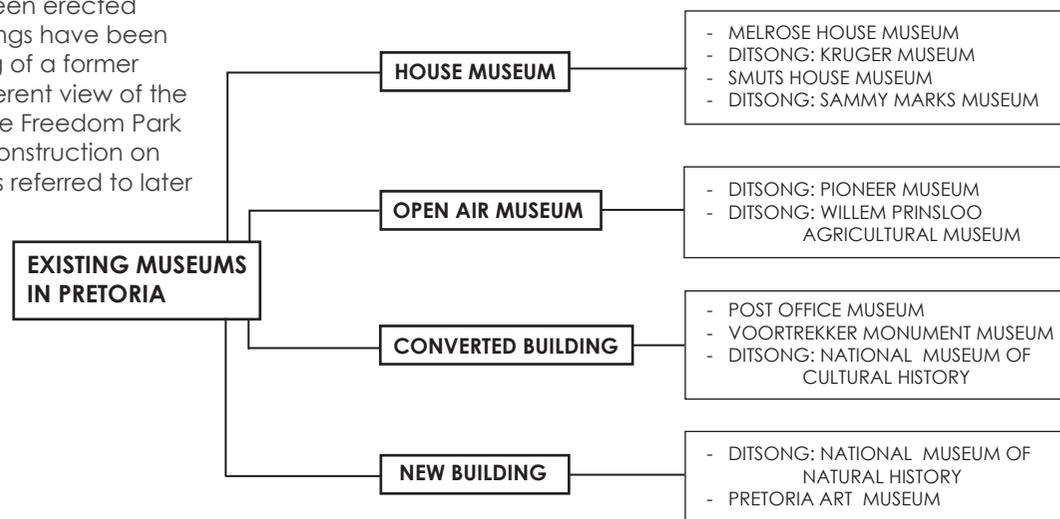 een erected
ngs have been
g of a former
erent view of the
e Freedom Park
onstruction on
s referred to later
EXISTING MUSEUMS
IN PRETORIA
HOUSE MUSEUM
- MELROSE HOUSE MUSEUM
- DITSONG: KRUGER MUSEUM
- SMUTS HOUSE MUSEUM
- DITSONG: SAMMY MARKS MUSEUM
OPEN AIR MUSEUM
- DITSONG: PIONEER MUSEUM
- DITSONG: WILLEM PRINSLOO
AGRICULTURAL MUSEUM
CONVERTED BUILDING
- POST OFFICE MUSEUM
- VOORTREKKER MONUMENT MUSEUM
- DITSONG: NATIONAL MUSEUM OF
CULTURAL HISTORY
NEW BUILDING
- DITSONG: NATIONAL MUSEUM OF
NATURAL HISTORY
- PRETORIA ART MUSEUM